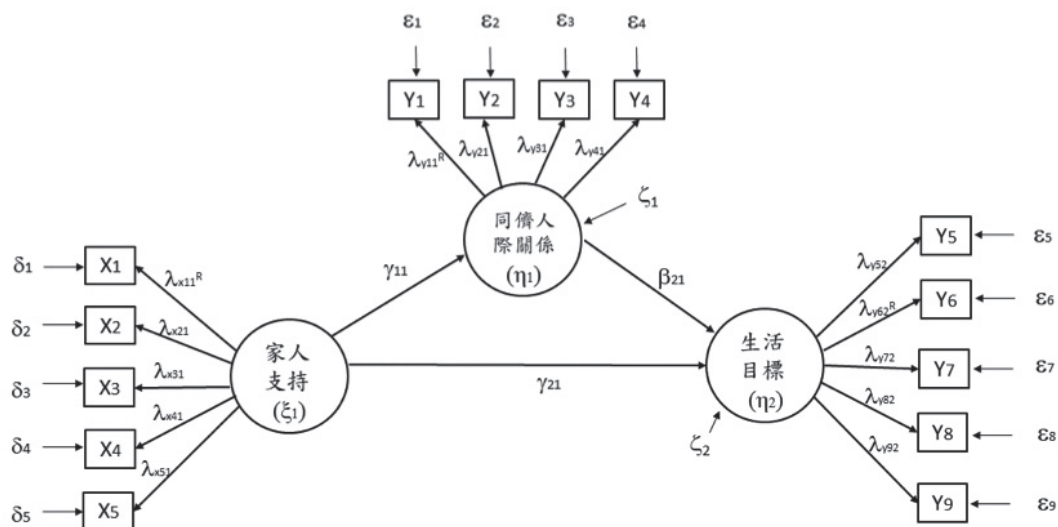 ε1 ε2 ε3 ε4
Y1 Y2 Y3 Y4
λy11R λy21 λy31 λy41
同儕人
際關係
(η1)
ζ1
δ1 X1 λx11R
δ2 X2 λx21
δ3 X3 λx31
δ4 X4 λx41
δ5 X5 λx51
家人
支持
(ξ1)
γ11
β21
γ21
生活
目標
(η2)
ζ2
λy52 Y5 ε5
λy62R Y6 ε6
λy72 Y7 ε7
λy82 Y8 ε8
λy92 Y9 ε9